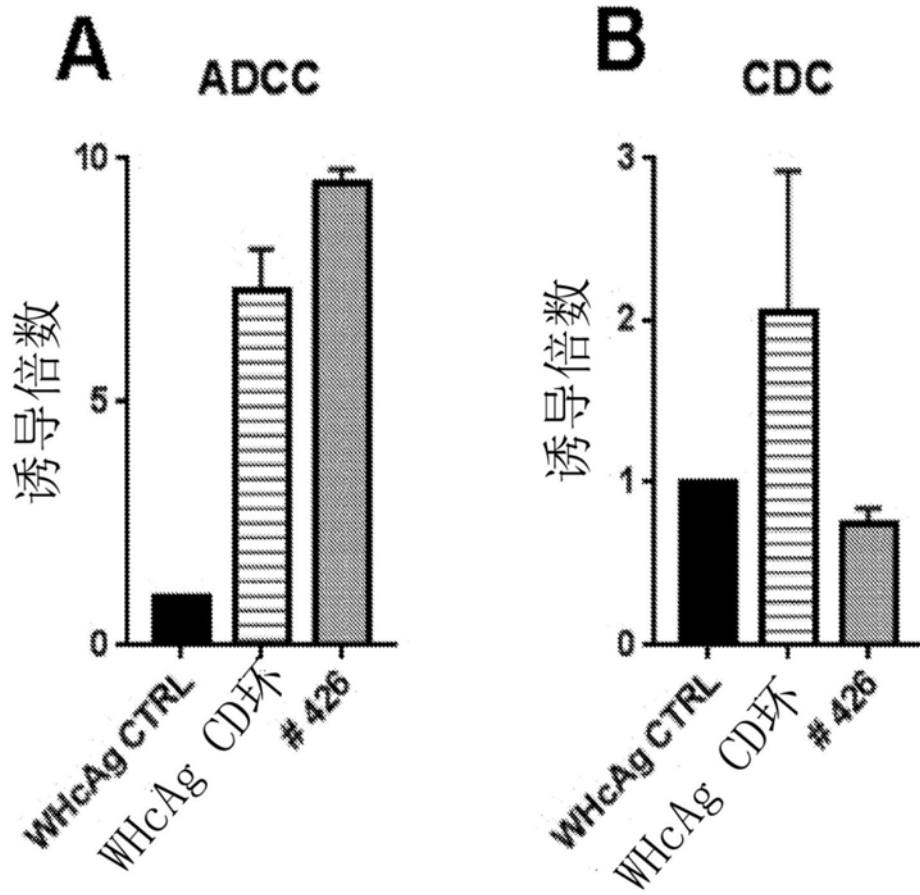 A
ADCC
诱导倍数
10
5
0
WHcAg CTRL
WHcAg CD环
# 426
B
CDC
诱导倍数
3
2
1
0
WHcAg CTRL
WHcAg CD环
# 426